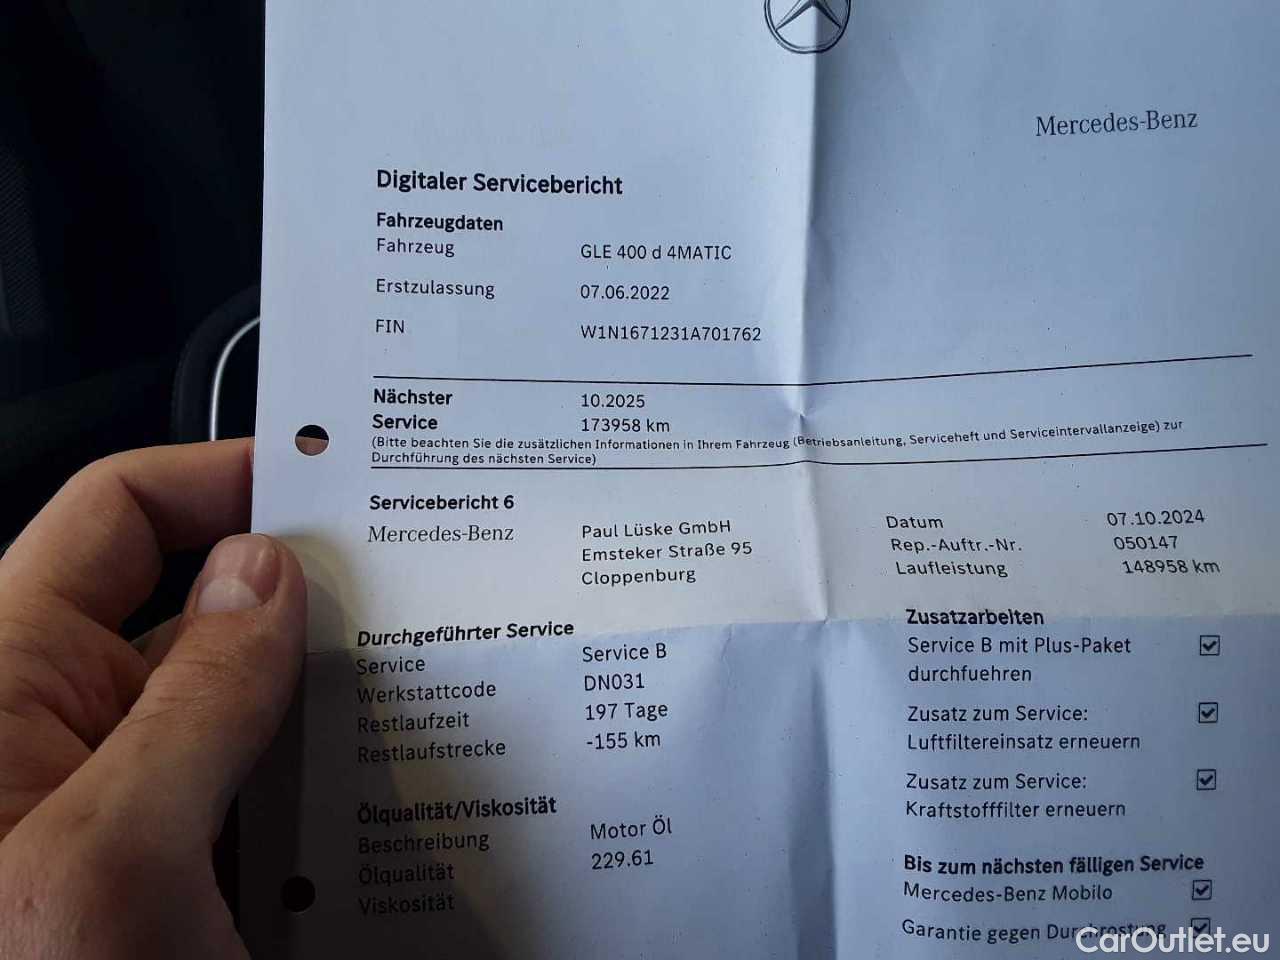 Mercedes-Benz
Digitaler Servicebericht
Fahrzeugdaten
Fahrzeug GLE 400 d 4MATIC
Erstzulassung 07.06.2022
FIN W1N1671231A701762
Nächster 10.2025
Service 173958 km
(Bitte beachten Sie die zusätzlichen Informationen in Ihrem Fahrzeug (Betriebsanleitung, Serviceheft und Serviceintervallanzeige) zur
Durchführung des nächsten Service)
Servicebericht 6
Mercedes-Benz Paul Lüske GmbH
Emsteker Straße 95
Cloppenburg
Datum 07.10.2024
Rep.-Auftr.-Nr. 050147
Laufleistung 148958 km
Durchgeführter Service
Service Service B
Werkstattcode DN031
Restlaufzeit 197 Tage
Restlaufstrecke -155 km
Ölqualität/Viskosität
Beschreibung Motor Öl
Ölqualität 229.61
Viskosität
Zusatzarbeiten
Service B mit Plus-Paket
durchfuehren
Zusatz zum Service:
Luftfiltereinsatz erneuern
Zusatz zum Service:
Kraftstofffilter erneuern
Bis zum nächsten fälligen Service
Mercedes-Benz Mobilo
Garantie gegen Durchrostung
CarOutlet.eu